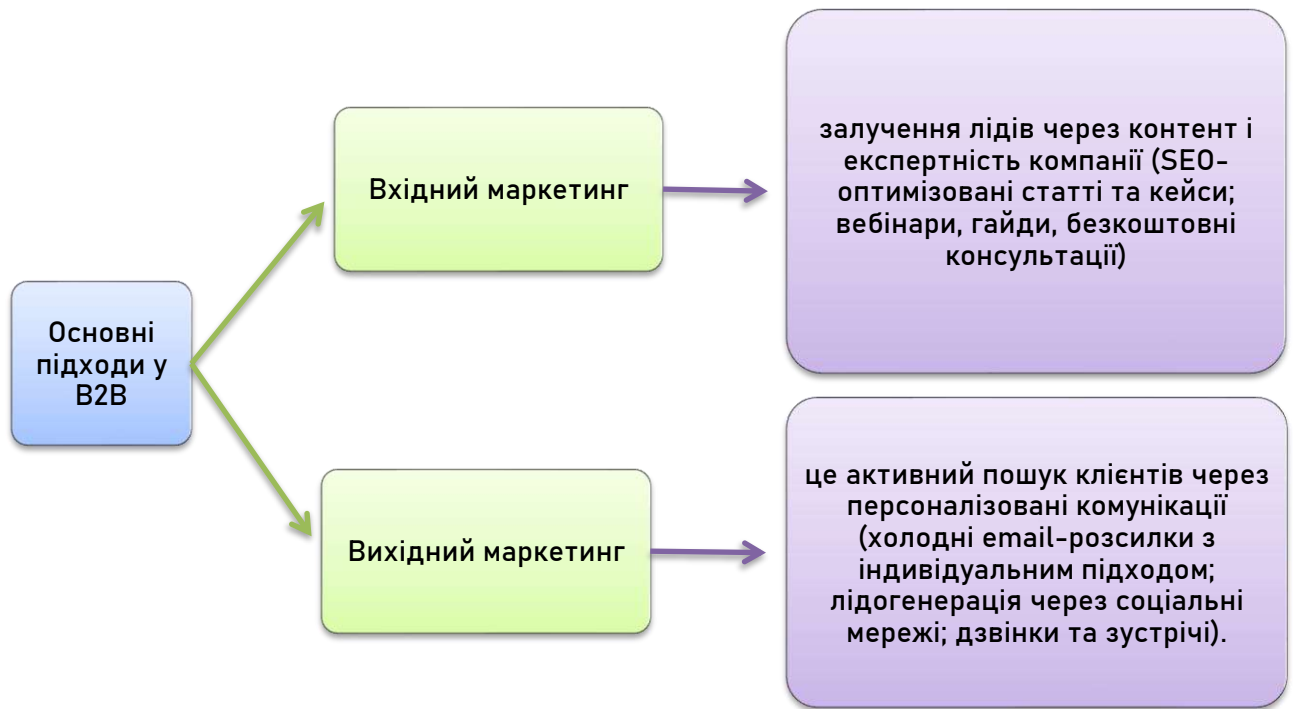 Основні
підходи у
B2B
Вхідний маркетинг
залучення лідів через контент і
експертність компанії (SEO-
оптимізовані статті та кейси;
вебінари, гайди, безкоштовні
консультації)
Вихідний маркетинг
це активний пошук клієнтів через
персоналізовані комунікації
(холодні email-розсилки з
індивідуальним підходом;
лідогенерація через соціальні
мережі; дзвінки та зустрічі).